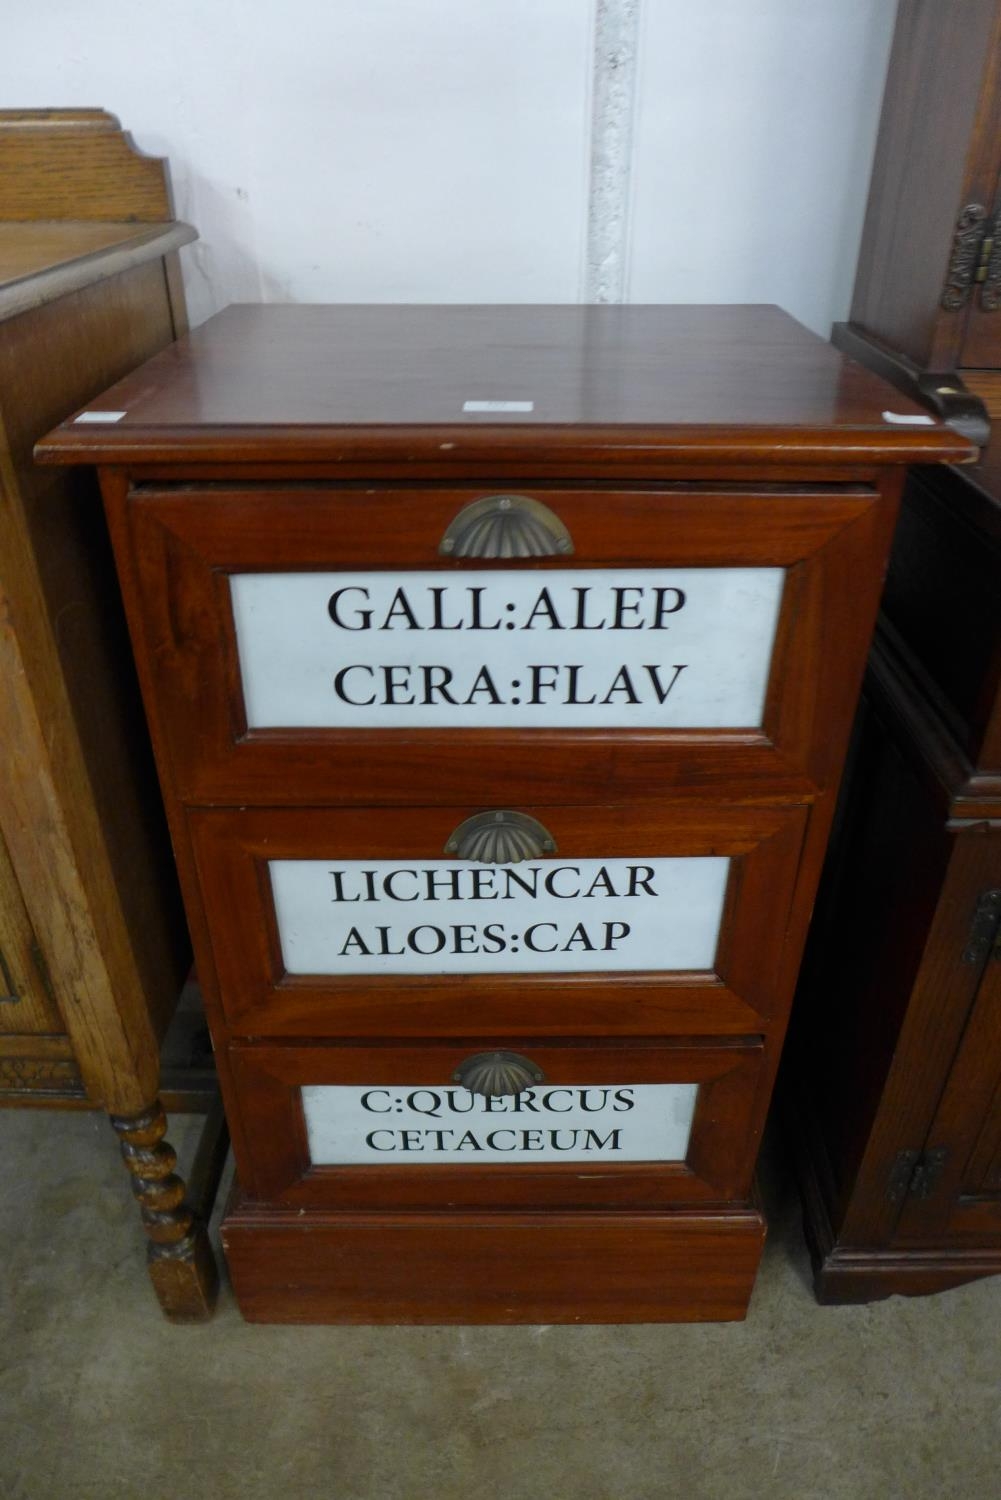 GALL:ALEP
CERA:FLAV
LICHENCAR
ALOES:CAP
C:QUERCUS
CETACEUM